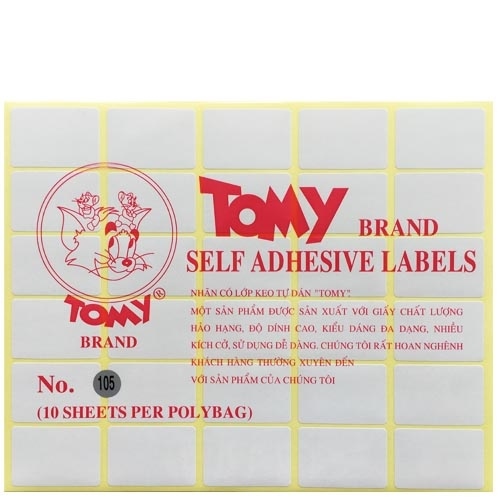 TOMY BRAND
SELF ADHESIVE LABELS
NHÃN CÓ LỚP KEO TỰ DÁN "TOMY".
MỘT SẢN PHẨM ĐƯỢC SẢN XUẤT VỚI GIẤY CHẤT LƯỢNG
HẢO HẠNG, ĐỘ DÍNH CAO, KIỂU DÁNG ĐA DẠNG, NHIỀU
KÍCH CỠ, SỬ DỤNG DỄ DÀNG. CHÚNG TÔI RẤT HOAN NGHÊNH
KHÁCH HÀNG THƯỜNG XUYÊN ĐẾN
VỚI SẢN PHẨM CỦA CHÚNG TÔI
TOMY®
BRAND
No. 105
(10 SHEETS PER POLYBAG)